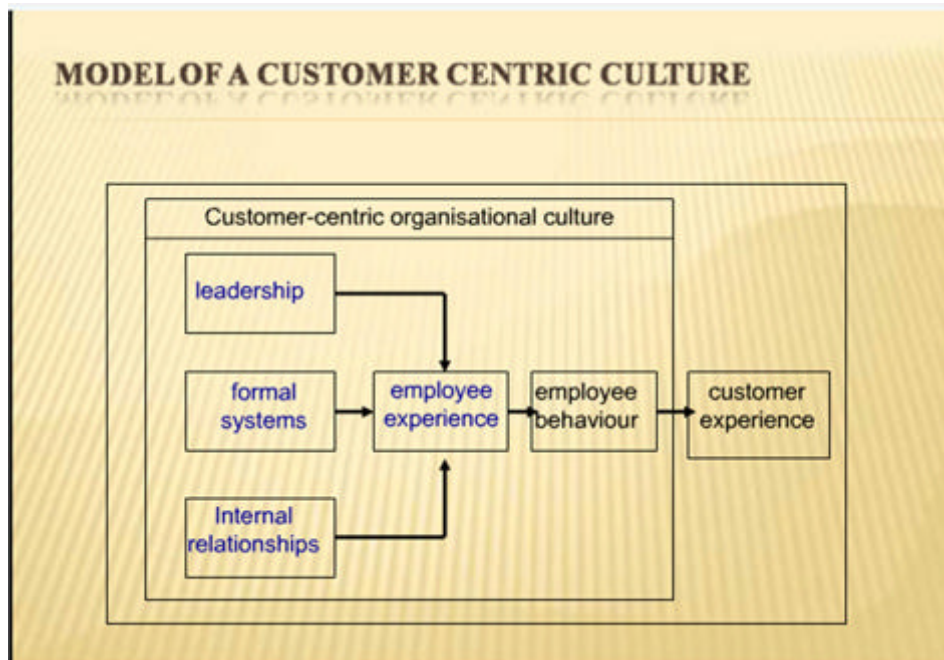 MODEL OF A CUSTOMER CENTRIC CULTURE
Customer-centric organisational culture
leadership
formal
systems
employee
experience
employee
behaviour
customer
experience
Internal
relationships